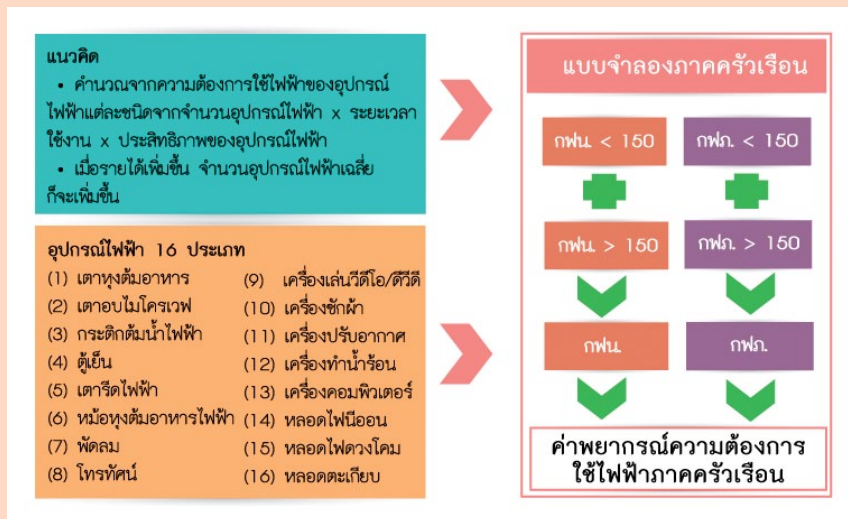 แนวคิด
• คำนวณจากความต้องการใช้ไฟฟ้าของอุปกรณ์
ไฟฟ้าแต่ละชนิดจากจำนวนอุปกรณ์ไฟฟ้า x ระยะเวลา
ใช้งาน x ประสิทธิภาพของอุปกรณ์ไฟฟ้า
• เมื่อรายได้เพิ่มขึ้น จำนวนอุปกรณ์ไฟฟ้าเฉลี่ย
ก็จะเพิ่มขึ้น
อุปกรณ์ไฟฟ้า 16 ประเภท
(1) เตาหุงต้มอาหาร
(2) เตาอบไมโครเวฟ
(3) กระติกต้มน้ำไฟฟ้า
(4) ตู้เย็น
(5) เตารีดไฟฟ้า
(6) หม้อหุงต้มอาหารไฟฟ้า
(7) พัดลม
(8) โทรทัศน์
(9) เครื่องเล่นวีดีโอ/ดีวีดี
(10) เครื่องซักผ้า
(11) เครื่องปรับอากาศ
(12) เครื่องทำน้ำร้อน
(13) เครื่องคอมพิวเตอร์
(14) หลอดไฟนีออน
(15) หลอดไฟดวงโคม
(16) หลอดตะเกียบ
แบบจำลองภาคครัวเรือน
กฟน. < 150
กฟภ. < 150
กฟน. > 150
กฟภ. > 150
กฟน.
กฟภ.
ค่าพยากรณ์ความต้องการ
ใช้ไฟฟ้าภาคครัวเรือน